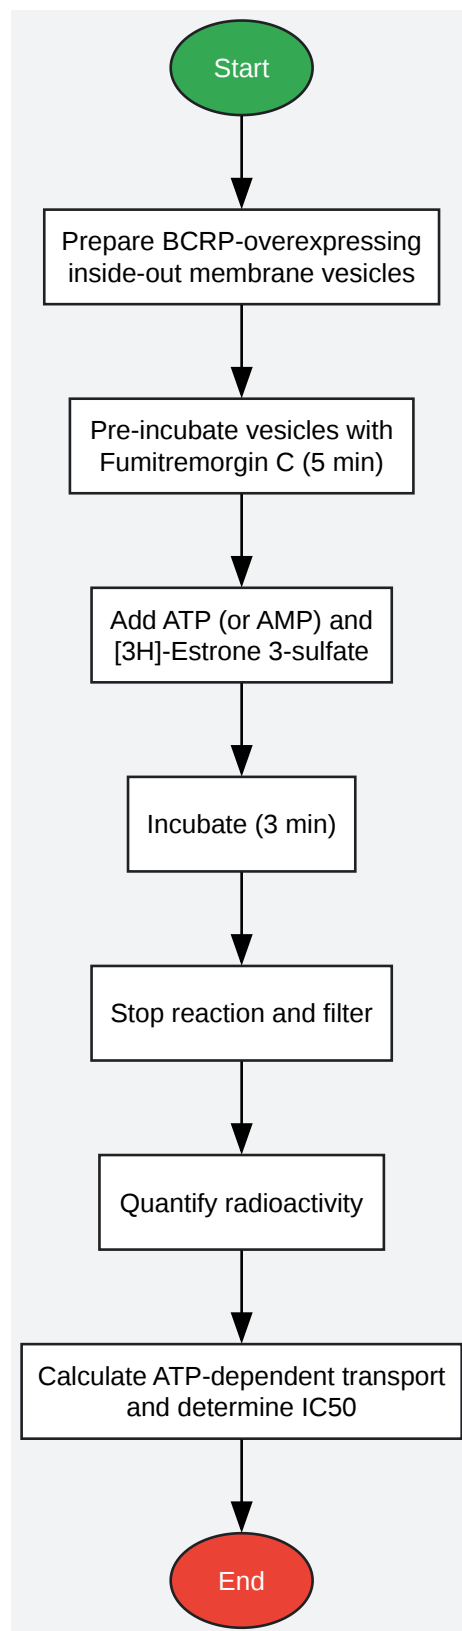 Start
Prepare BCRP-overexpressing
inside-out membrane vesicles
Pre-incubate vesicles with
Fumitremorgin C (5 min)
Add ATP (or AMP) and
[3H]-Estrone 3-sulfate
Incubate (3 min)
Stop reaction and filter
Quantify radioactivity
Calculate ATP-dependent transport
and determine IC50
End